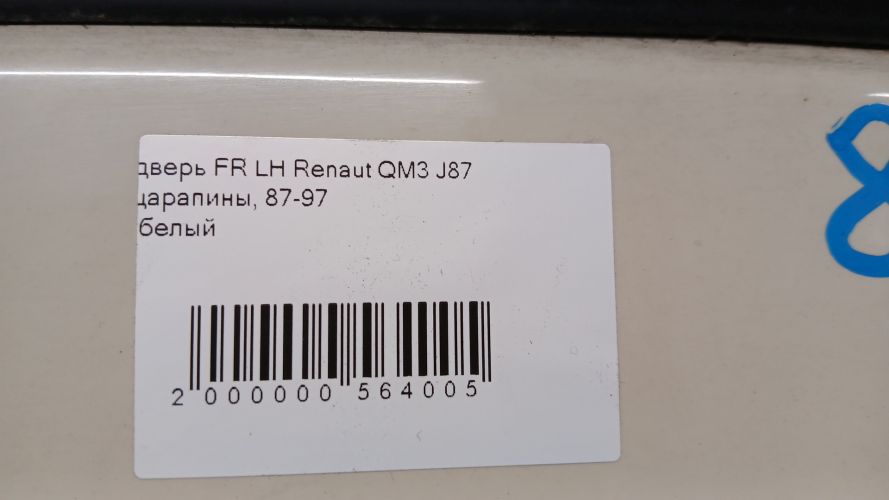 дверь FR LH Renaut QM3 J87
царапины, 87-97
белый
2 000000 564005
8